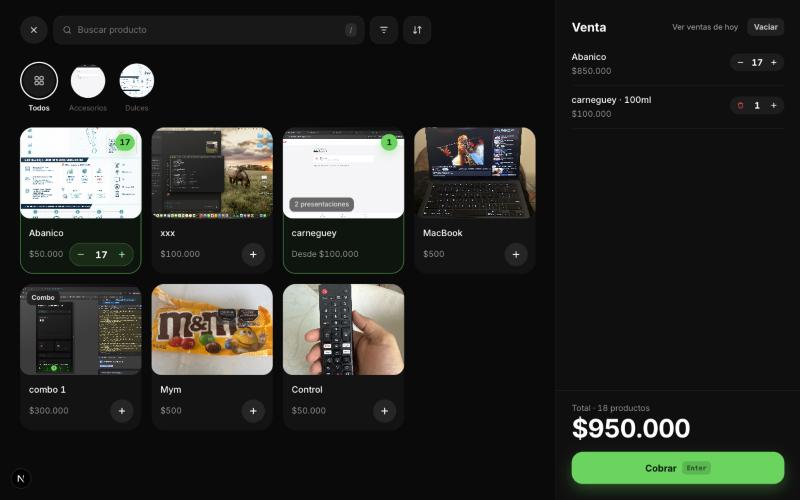 Buscar producto
/
Todos
Accesorios
Dulces
17
Abanico
$50.000
− 17 +
xxx
$100.000
+
1
2 presentaciones
carneguey
Desde $100.000
MacBook
$500
+
Combo
combo 1
$300.000
+
m&m
Mym
$500
+
Control
$50.000
+
N
Venta
Ver ventas de hoy
Vaciar
Abanico
$850.000
− 17 +
carneguey · 100ml
$100.000
1 +
Total · 18 productos
$950.000
Cobrar Enter